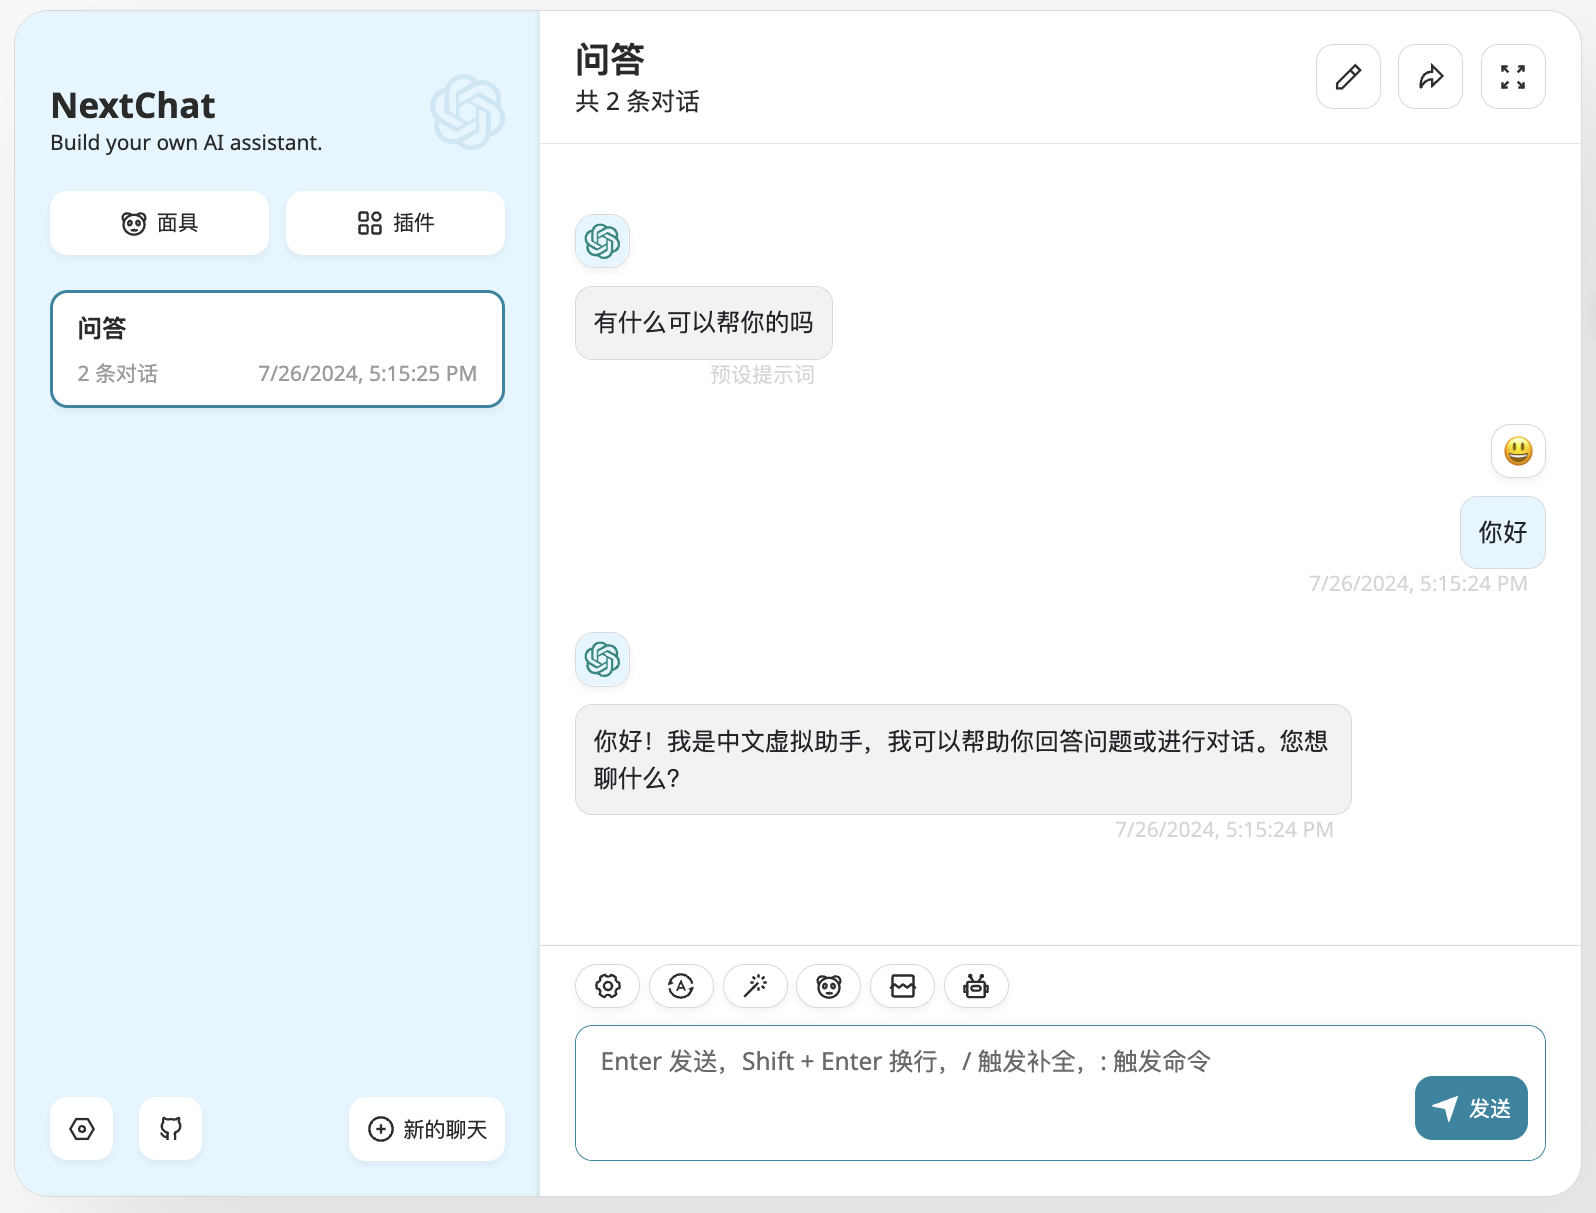 NextChat
Build your own AI assistant.
面具
插件
问答
2 条对话
7/26/2024, 5:15:25 PM
新的聊天
问答
共 2 条对话
有什么可以帮你的吗
预设提示词
你好
7/26/2024, 5:15:24 PM
你好！我是中文虚拟助手，我可以帮助你回答问题或进行对话。您想
聊什么？
7/26/2024, 5:15:24 PM
Enter 发送，Shift + Enter 换行，/ 触发补全，: 触发命令
发送